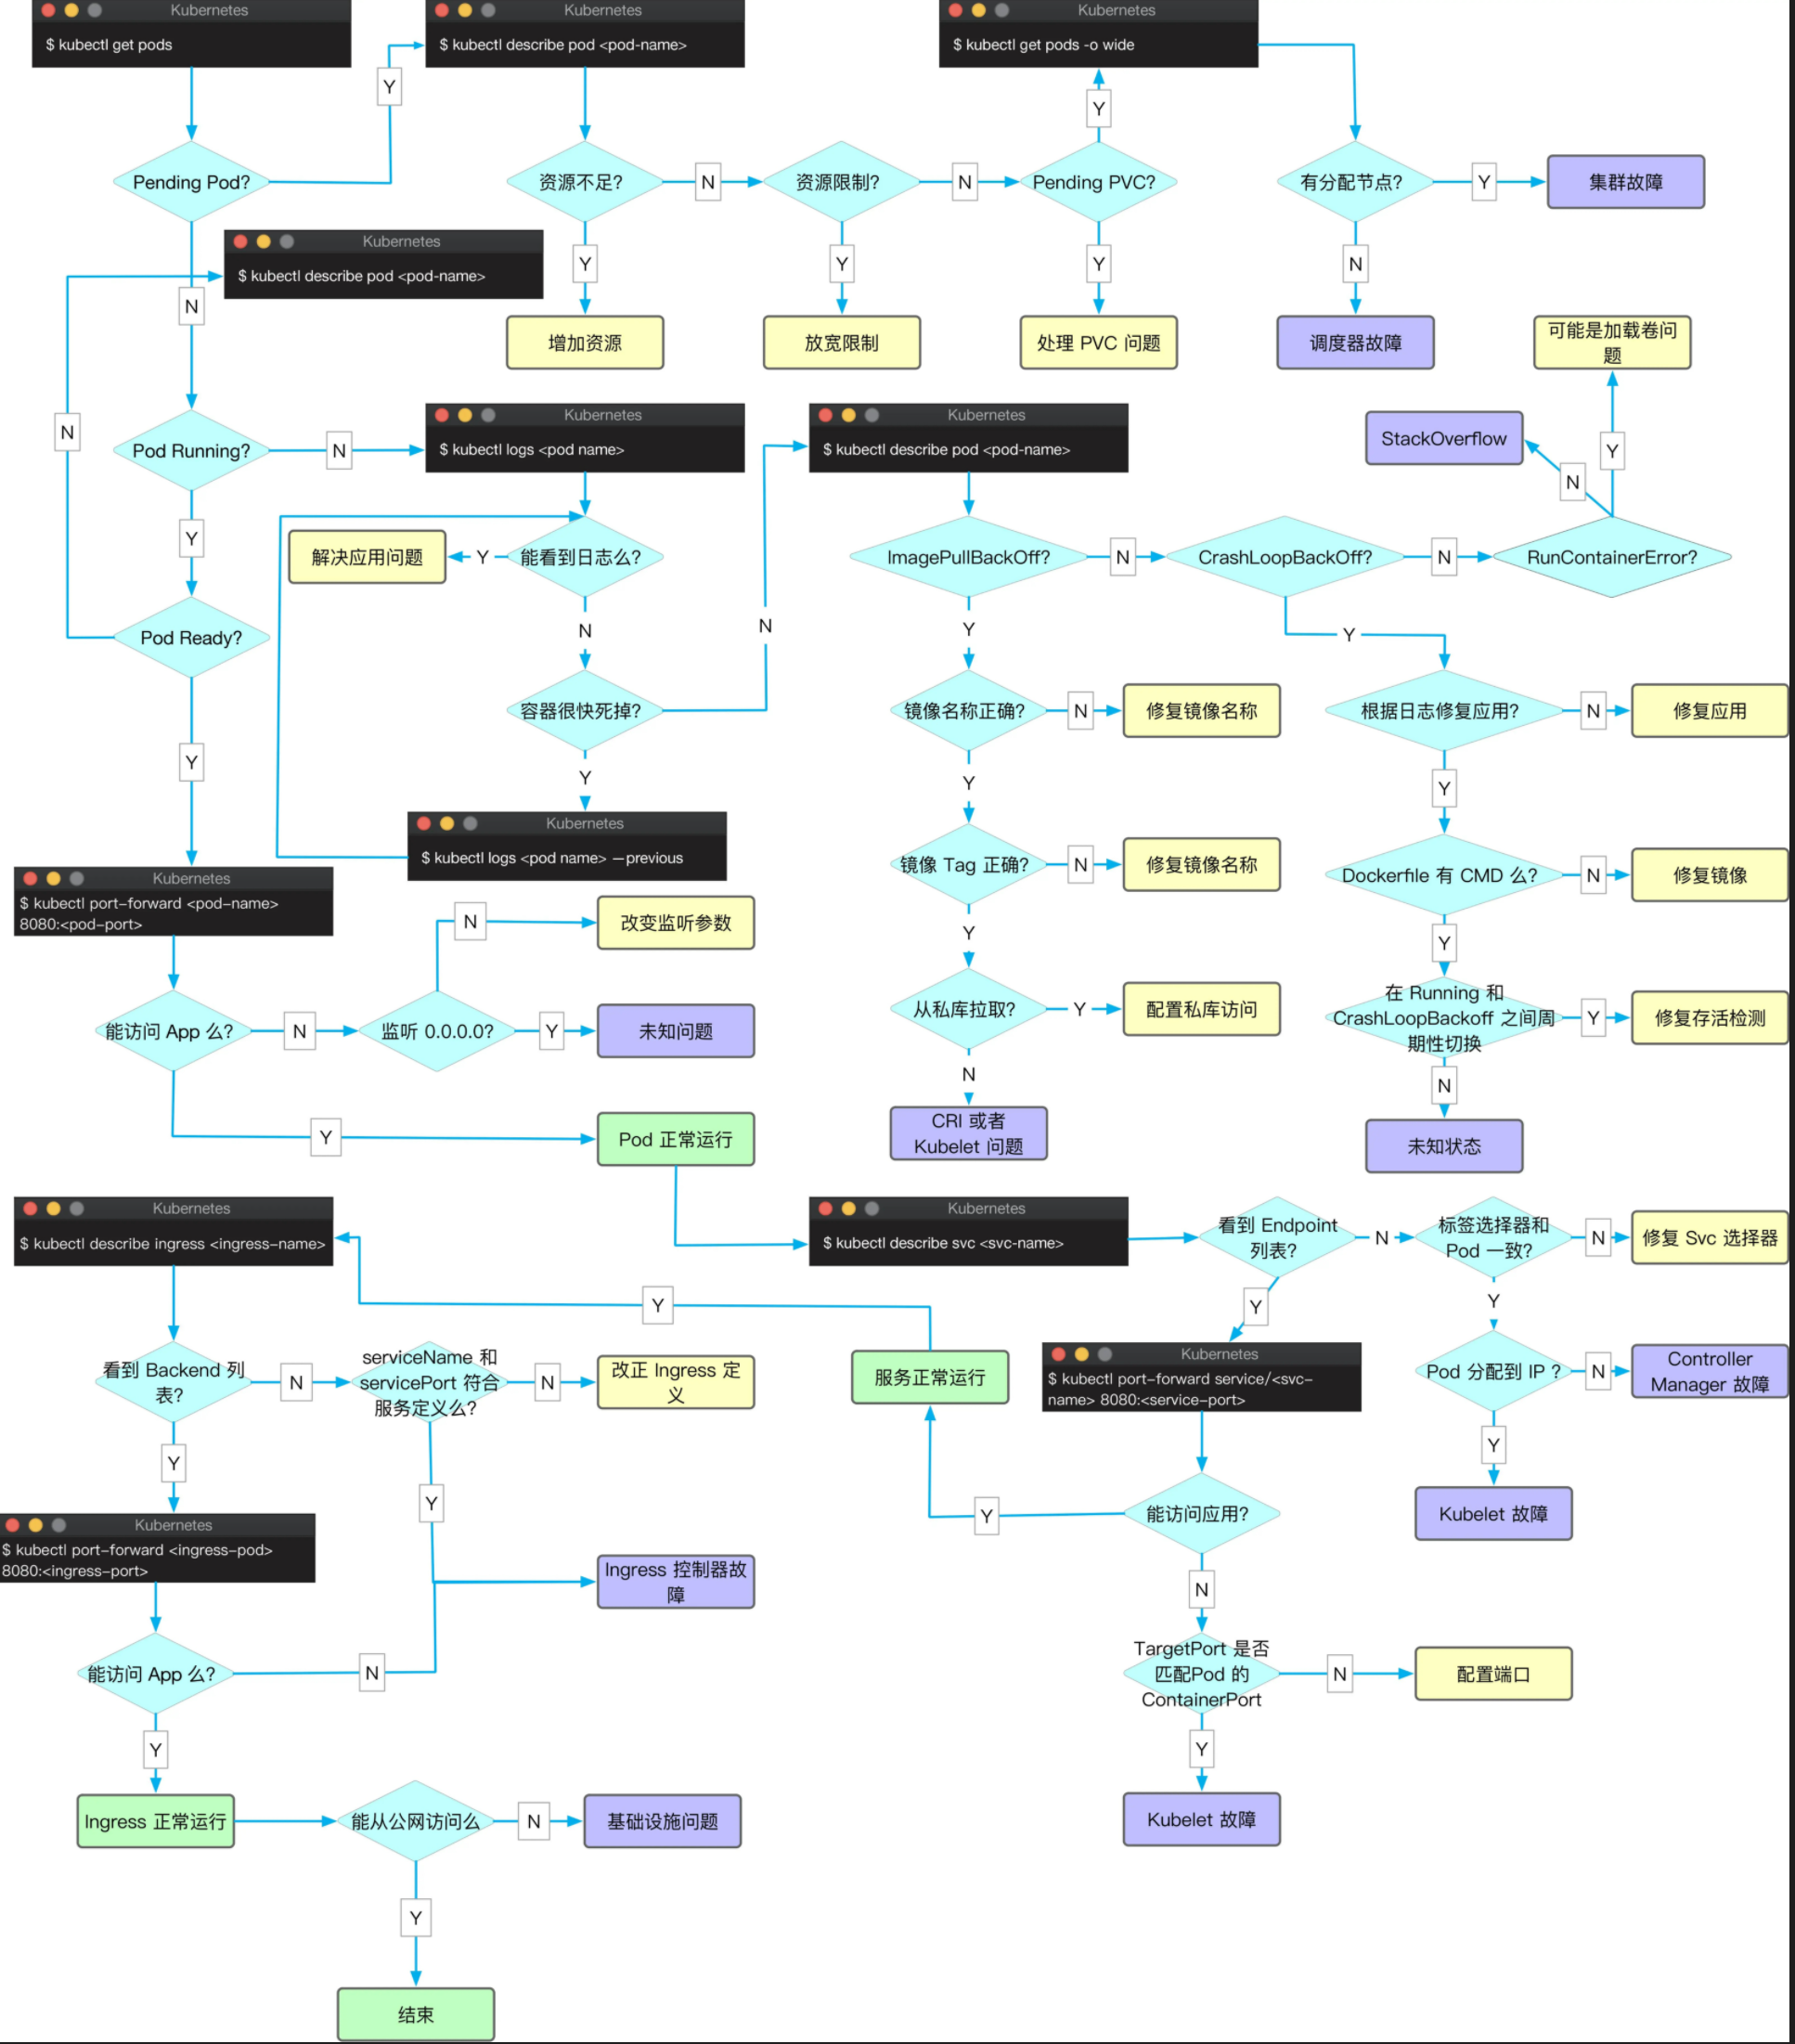 Kubernetes
$ kubectl get pods
Kubernetes
$ kubectl describe pod <pod-name>
Kubernetes
$ kubectl get pods -o wide
Y
Y
Pending Pod?
资源不足?
N
资源限制?
N
Pending PVC?
有分配节点?
Y
集群故障
Kubernetes
$ kubectl describe pod <pod-name>
N
Y
Y
Y
N
增加资源
放宽限制
处理 PVC 问题
调度器故障
可能是加载卷问
题
N
Pod Running?
N
Kubernetes
$ kubectl logs <pod name>
Kubernetes
$ kubectl describe pod <pod-name>
StackOverflow
Y
N
Y
解决应用问题
Y
能看到日志么?
ImagePullBackOff?
N
CrashLoopBackOff?
N
RunContainerError?
Pod Ready?
N
N
Y
Y
容器很快死掉?
镜像名称正确?
N
修复镜像名称
根据日志修复应用?
N
修复应用
Y
Y
Y
Y
Kubernetes
$ kubectl logs <pod name> —previous
镜像 Tag 正确?
N
修复镜像名称
Dockerfile 有 CMD 么?
N
修复镜像
Kubernetes
$ kubectl port-forward <pod-name>
8080:<pod-port>
N
改变监听参数
Y
Y
能访问 App 么?
N
监听 0.0.0.0?
Y
未知问题
从私库拉取?
Y
配置私库访问
在 Running 和
CrashLoopBackoff 之间周
期性切换
Y
修复存活检测
N
N
Y
Pod 正常运行
CRI 或者
Kubelet 问题
未知状态
Kubernetes
$ kubectl describe ingress <ingress-name>
Kubernetes
$ kubectl describe svc <svc-name>
看到 Endpoint
列表?
N
标签选择器和
Pod 一致?
N
修复 Svc 选择器
Y
Y
Y
看到 Backend 列
表?
N
serviceName 和
servicePort 符合
服务定义么?
N
改正 Ingress 定
义
服务正常运行
Kubernetes
$ kubectl port-forward service/<svc-
name> 8080:<service-port>
Pod 分配到 IP ?
N
Controller
Manager 故障
Y
Y
Y
Kubernetes
$ kubectl port-forward <ingress-pod>
8080:<ingress-port>
Y
能访问应用?
Kubelet 故障
Ingress 控制器故
障
N
能访问 App 么?
N
TargetPort 是否
匹配Pod 的
ContainerPort
N
配置端口
Y
Y
Ingress 正常运行
能从公网访问么
N
基础设施问题
Kubelet 故障
Y
结束